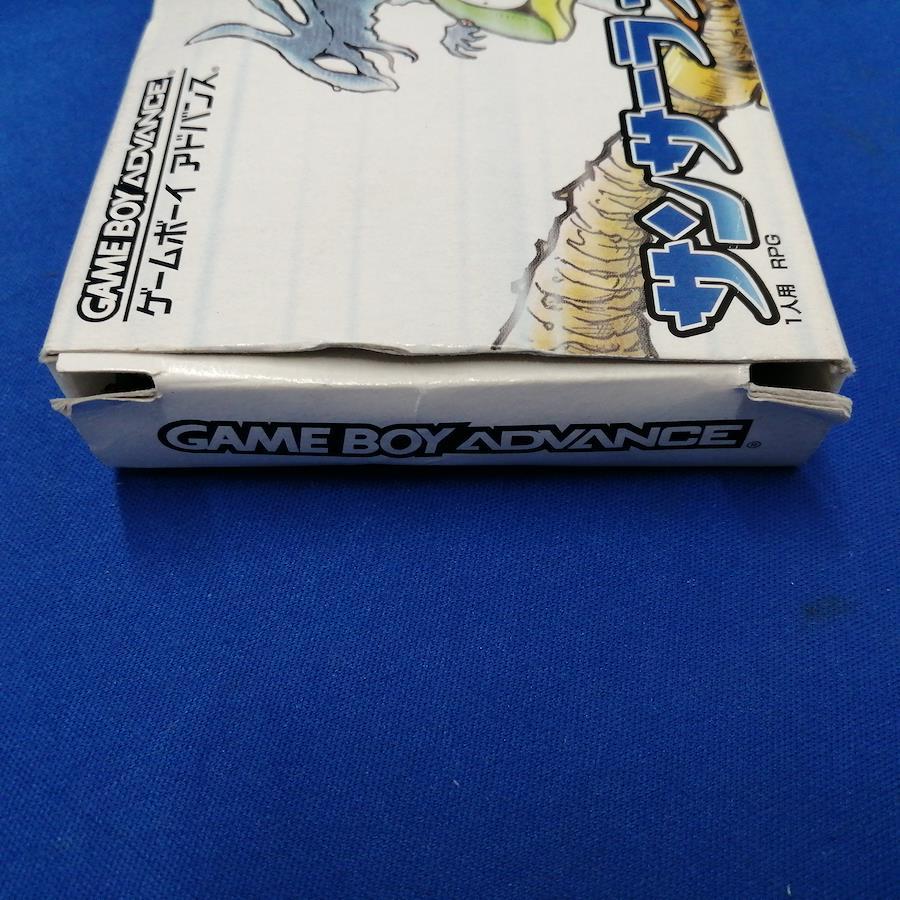 GAME BOY ADVANCE
ゲームボーイ アドバンス®
サンサーラ
1人用 RPG
GAME BOY ADVANCE®